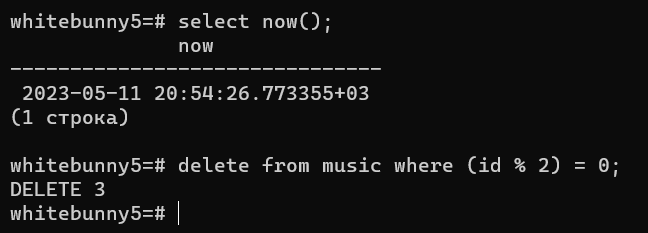 whitebunny5=# select now();
now
-------------------------------
2023-05-11 20:54:26.773355+03
(1 строка)
whitebunny5=# delete from music where (id % 2) = 0;
DELETE 3
whitebunny5=#